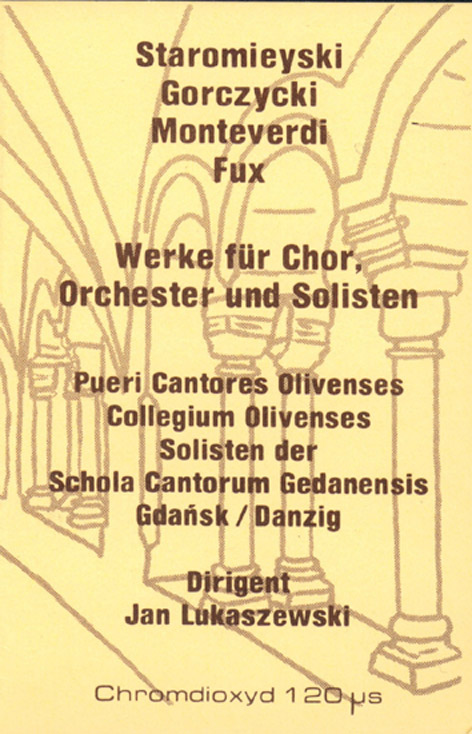 Staromieyski
Gorczycki
Monteverdi
Fux
Werke für Chor,
Orchester und Solisten
Pueri Cantores Olivenses
Collegium Olivenses
Solisten der
Schola Cantorum Gedanensis
Gdańsk / Danzig
Dirigent
Jan Lukaszewski
Chromdioxyd 120 µs